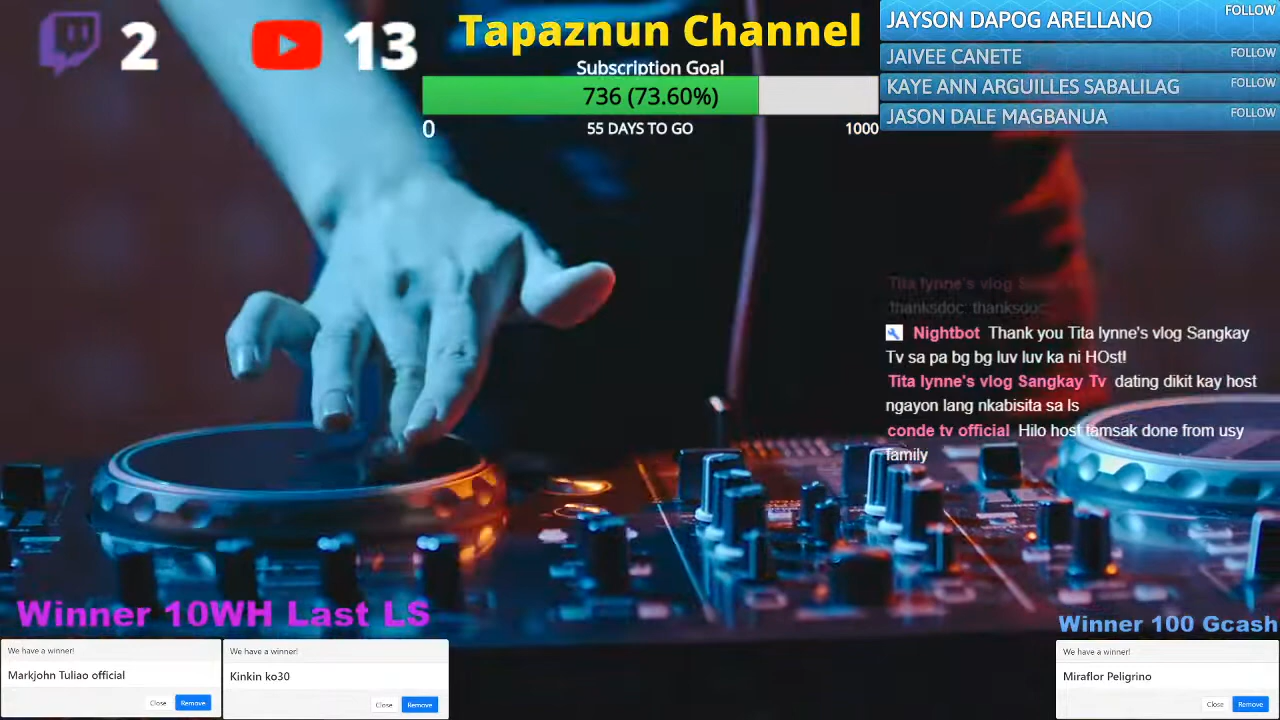 2
13
Tapaznun Channel
Subscription Goal
736 (73.60%)
0
55 DAYS TO GO
1000
JAYSON DAPOG ARELLANO FOLLOW
JAIVEE CANETE FOLLOW
KAYE ANN ARGUILLES SABALILAG FOLLOW
JASON DALE MAGBANUA FOLLOW
Tita lynne's vlog
thanksdoc: thanksdoc:
Nightbot Thank you Tita lynne's vlog Sangkay
Tv sa pa bg bg luv luv ka ni HOst!
Tita lynne's vlog Sangkay Tv dating dikit kay host
ngayon lang nkabisita sa ls
conde tv official Hilo host tamsak done from usy
family
Winner 10WH Last LS
We have a winner!
Markjohn Tuliao official
Close Remove
We have a winner!
Kinkin ko30
Close Remove
Winner 100 Gcash
We have a winner!
Miraflor Peligrino
Close Remove